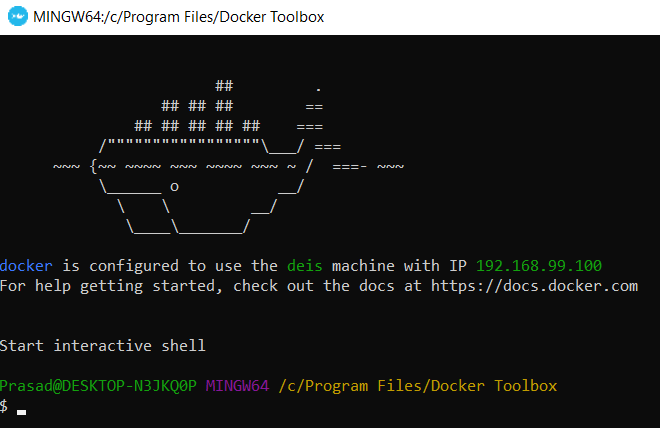 MINGW64:/c/Program Files/Docker Toolbox
                        ##         .
                  ## ## ##        ==
               ## ## ## ## ##    ===
           /"""""""""""""""""\___/ ===
      ~~~ {~~ ~~~~ ~~~ ~~~~ ~~~ ~ /  ===- ~~~
           \______ o           __/
             \    \         __/
              \____\_______/
docker is configured to use the deis machine with IP 192.168.99.100
For help getting started, check out the docs at https://docs.docker.com
Start interactive shell
Prasad@DESKTOP-N3JKQ0P MINGW64 /c/Program Files/Docker Toolbox
$